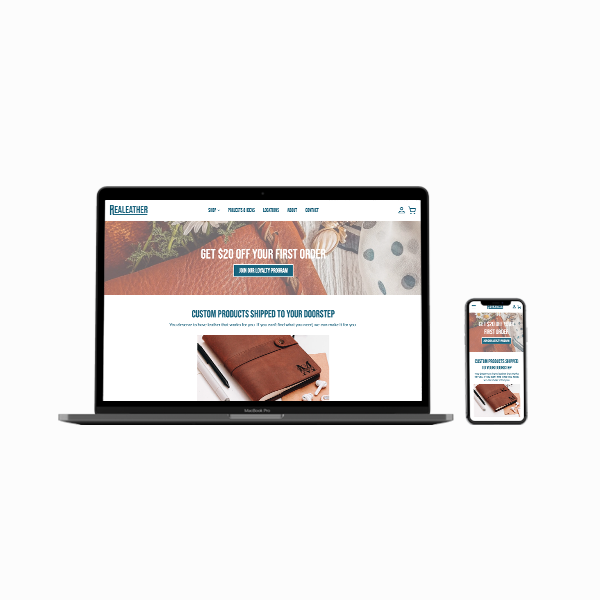 REALEATHER
SHOP PROJECTS & IDEAS LOCATIONS ABOUT CONTACT
GET $20 OFF YOUR FIRST ORDER
JOIN OUR LOYALTY PROGRAM
CUSTOM PRODUCTS SHIPPED TO YOUR DOORSTEP
You deserve to have leather that works for you. If you can't find what you need, we can make it for you.
M
MacBook Pro
REALEATHER
GET $20 OFF YOUR
FIRST ORDER
JOIN OUR LOYALTY PROGRAM
CUSTOM PRODUCTS SHIPPED
TO YOUR DOORSTEP